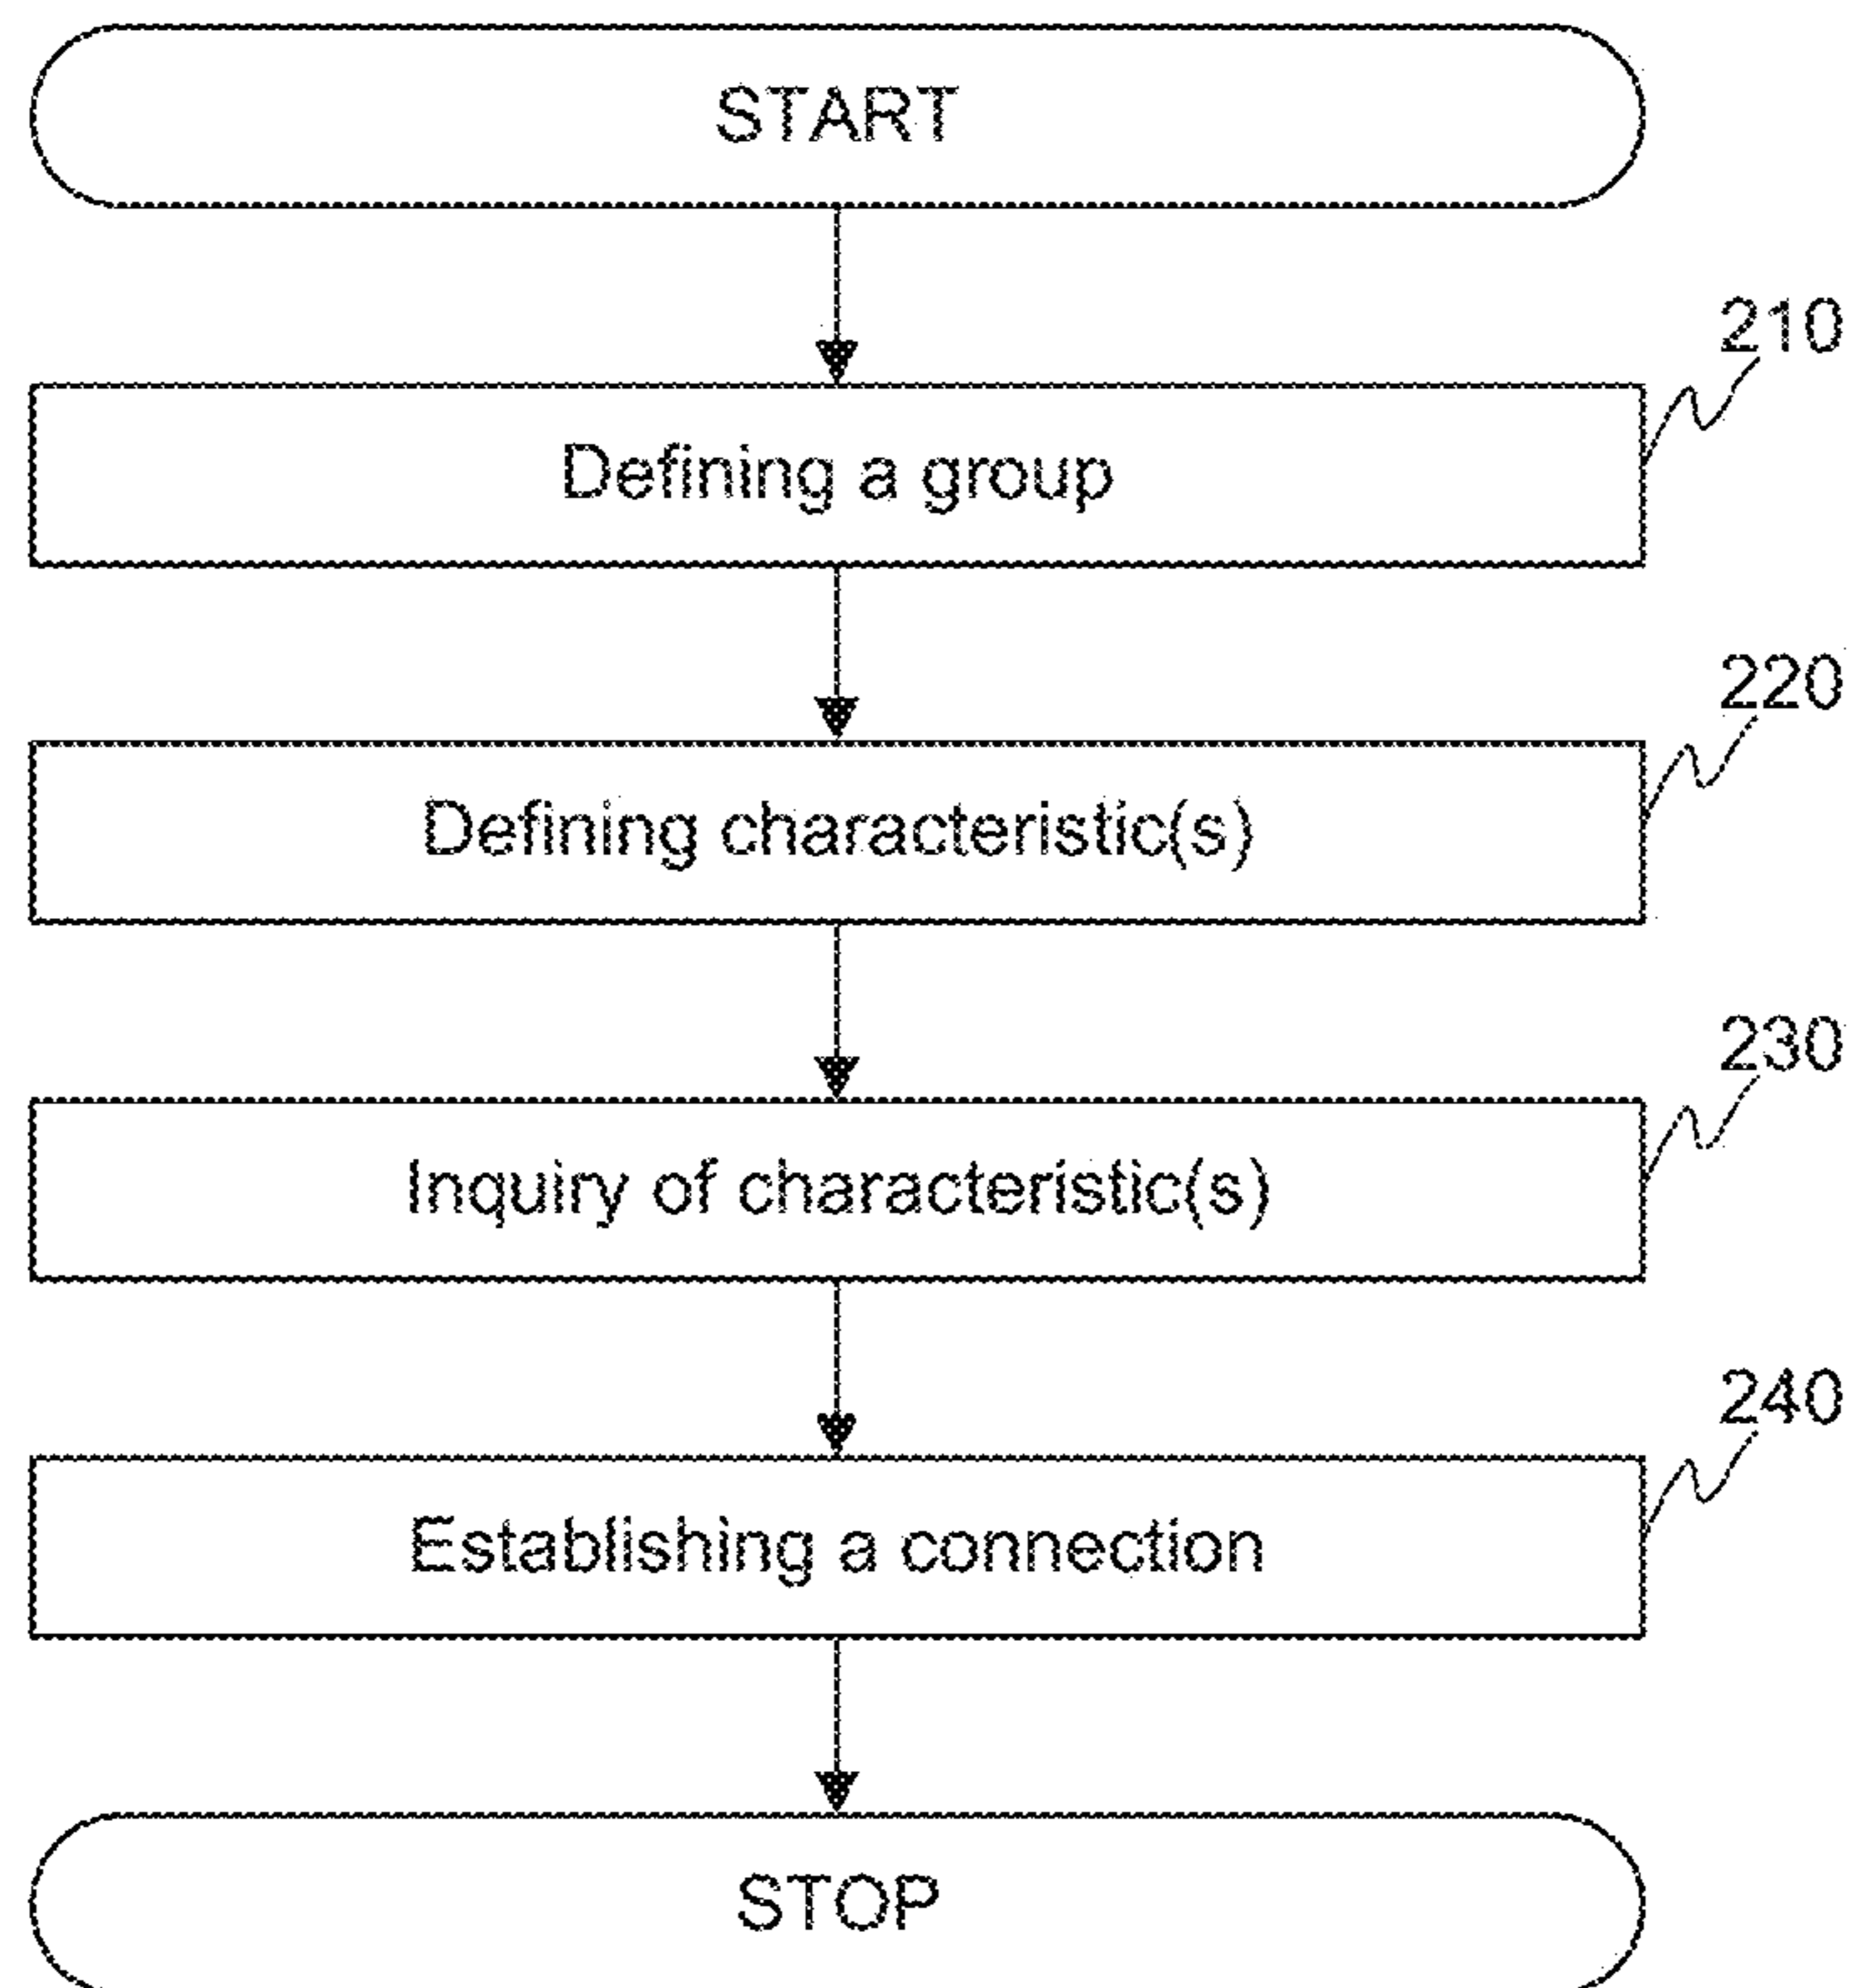 START
210
Defining a group
220
Defining characteristic(s)
230
Inquiry of characteristic(s)
240
Establishing a connection
STOP